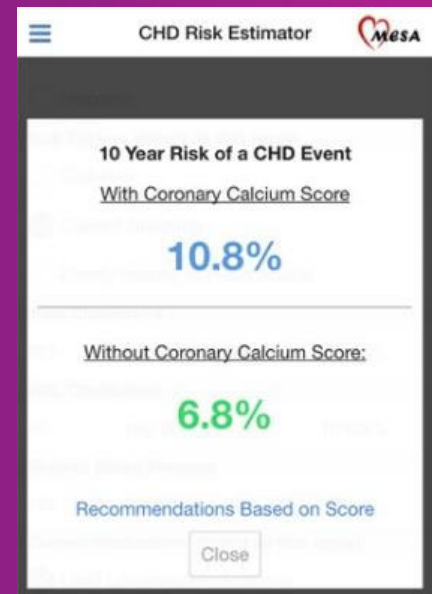 CHD Risk Estimator
MESA
10 Year Risk of a CHD Event
With Coronary Calcium Score
10.8%
Without Coronary Calcium Score:
6.8%
Recommendations Based on Score
Close